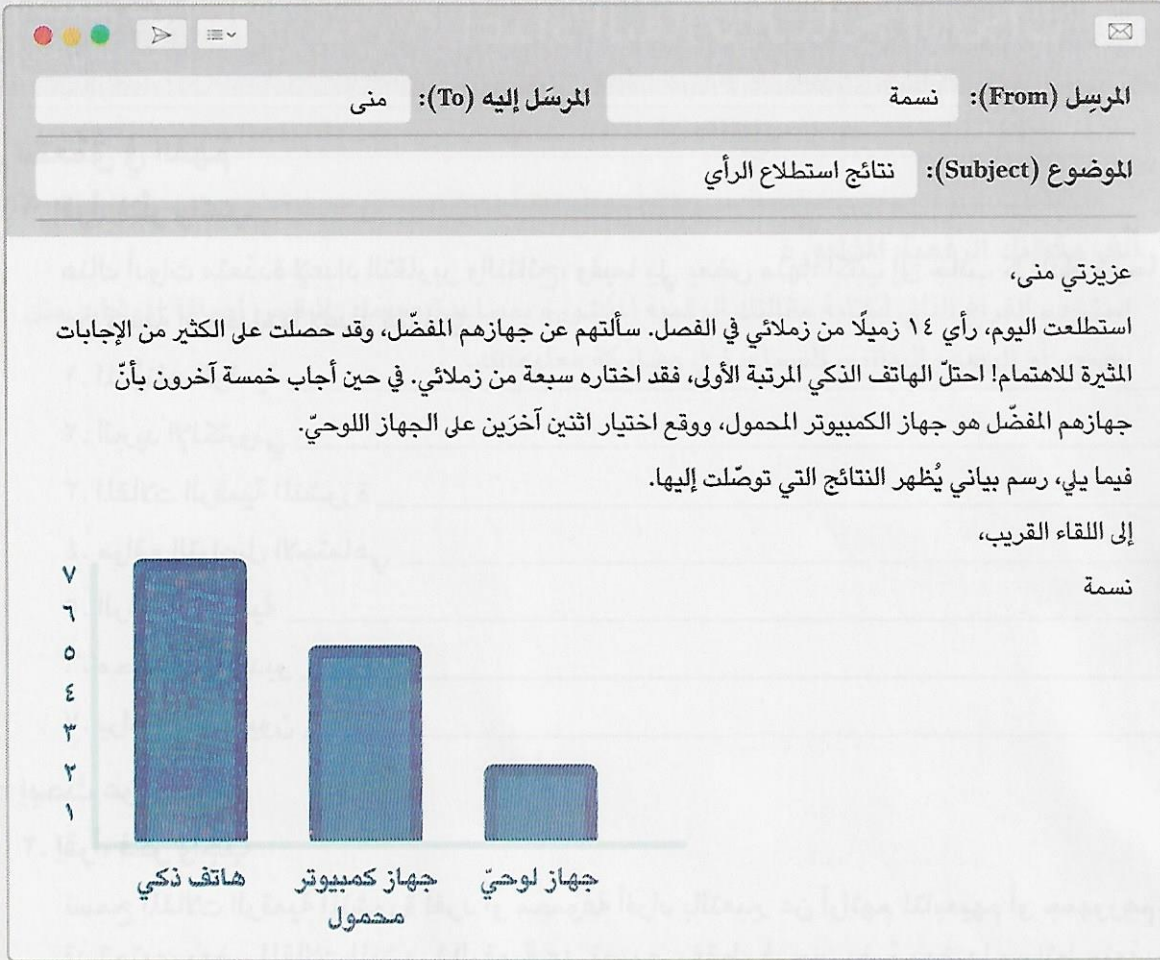 المرسِل (From): نسمة المرسَل إليه (To): منى
الموضوع (Subject): نتائج استطلاع الرأي
عزيزتي منى،
استطلعت اليوم، رأي ١٤ زميلًا من زملائي في الفصل. سألتهم عن جهازهم المفضّل، وقد حصلت على الكثير من الإجابات
المثيرة للاهتمام! احتلّ الهاتف الذكي المرتبة الأولى، فقد اختاره سبعة من زملائي. في حين أجاب خمسة آخرون بأنّ
جهازهم المفضّل هو جهاز الكمبيوتر المحمول، ووقع اختيار اثنين آخرَين على الجهاز اللوحيّ.
فيما يلي، رسم بياني يُظهر النتائج التي توصّلت إليها.
إلى اللقاء القريب،
نسمة
٧
٦
٥
٤
٣
٢
١
هاتف ذكي
جهاز كمبيوتر
محمول
جهاز لوحيّ